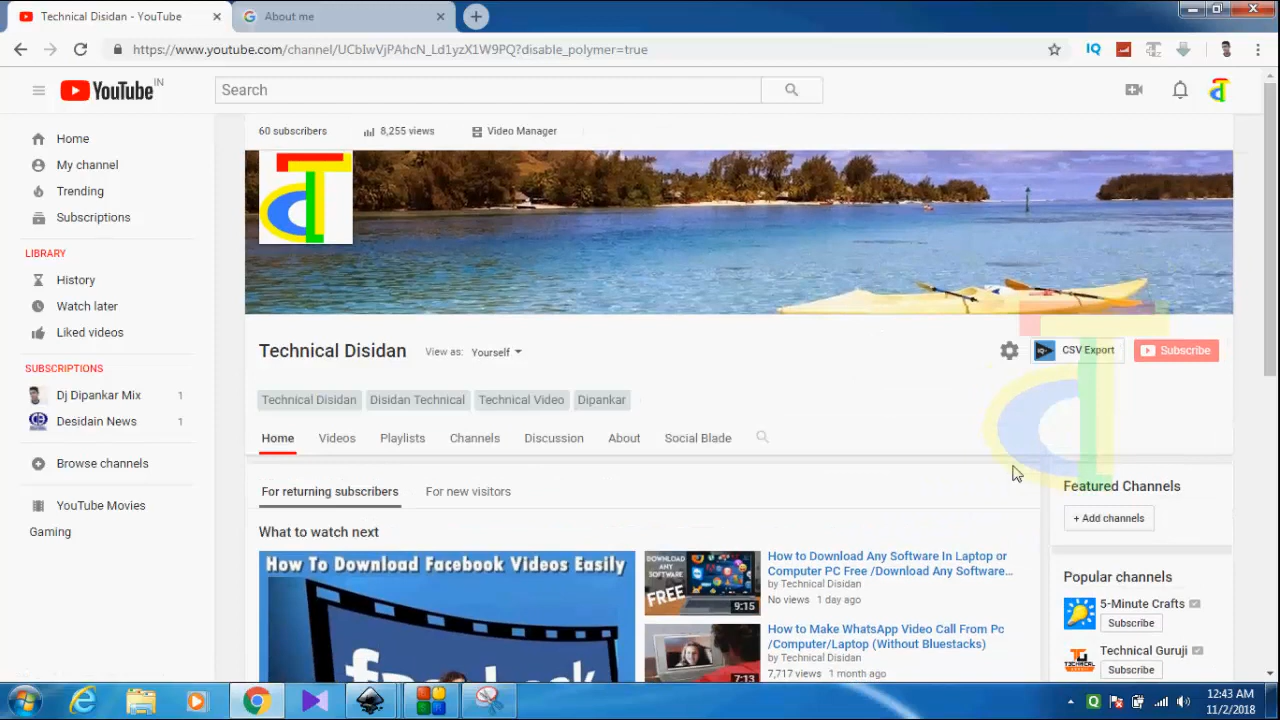 Technical Disidan - YouTube
About me
https://www.youtube.com/channel/UCbIwVjPAhcN_Ld1yzX1W9PQ?disable_polymer=true
IQ
YouTube IN
Search
60 subscribers
8,255 views
Video Manager
Home
My channel
Trending
Subscriptions
LIBRARY
History
Watch later
Liked videos
SUBSCRIPTIONS
Dj Dipankar Mix 1
Desidain News 1
Browse channels
YouTube Movies
Gaming
Technical Disidan
View as: Yourself
CSV Export
Subscribe
Technical Disidan
Disidan Technical
Technical Video
Dipankar
Home
Videos
Playlists
Channels
Discussion
About
Social Blade
For returning subscribers
For new visitors
What to watch next
How To Download Facebook Videos Easily
DOWNLOAD
ANY
SOFTWARE
FREE
9:15
How to Download Any Software In Laptop or
Computer PC Free /Download Any Software...
by Technical Disidan
No views 1 day ago
7:13
How to Make WhatsApp Video Call From Pc
/Computer/Laptop (Without Bluestacks)
by Technical Disidan
7,717 views 1 month ago
Featured Channels
+ Add channels
Popular channels
5-Minute Crafts
Subscribe
Technical Guruji
Subscribe
12:43 AM
11/2/2018